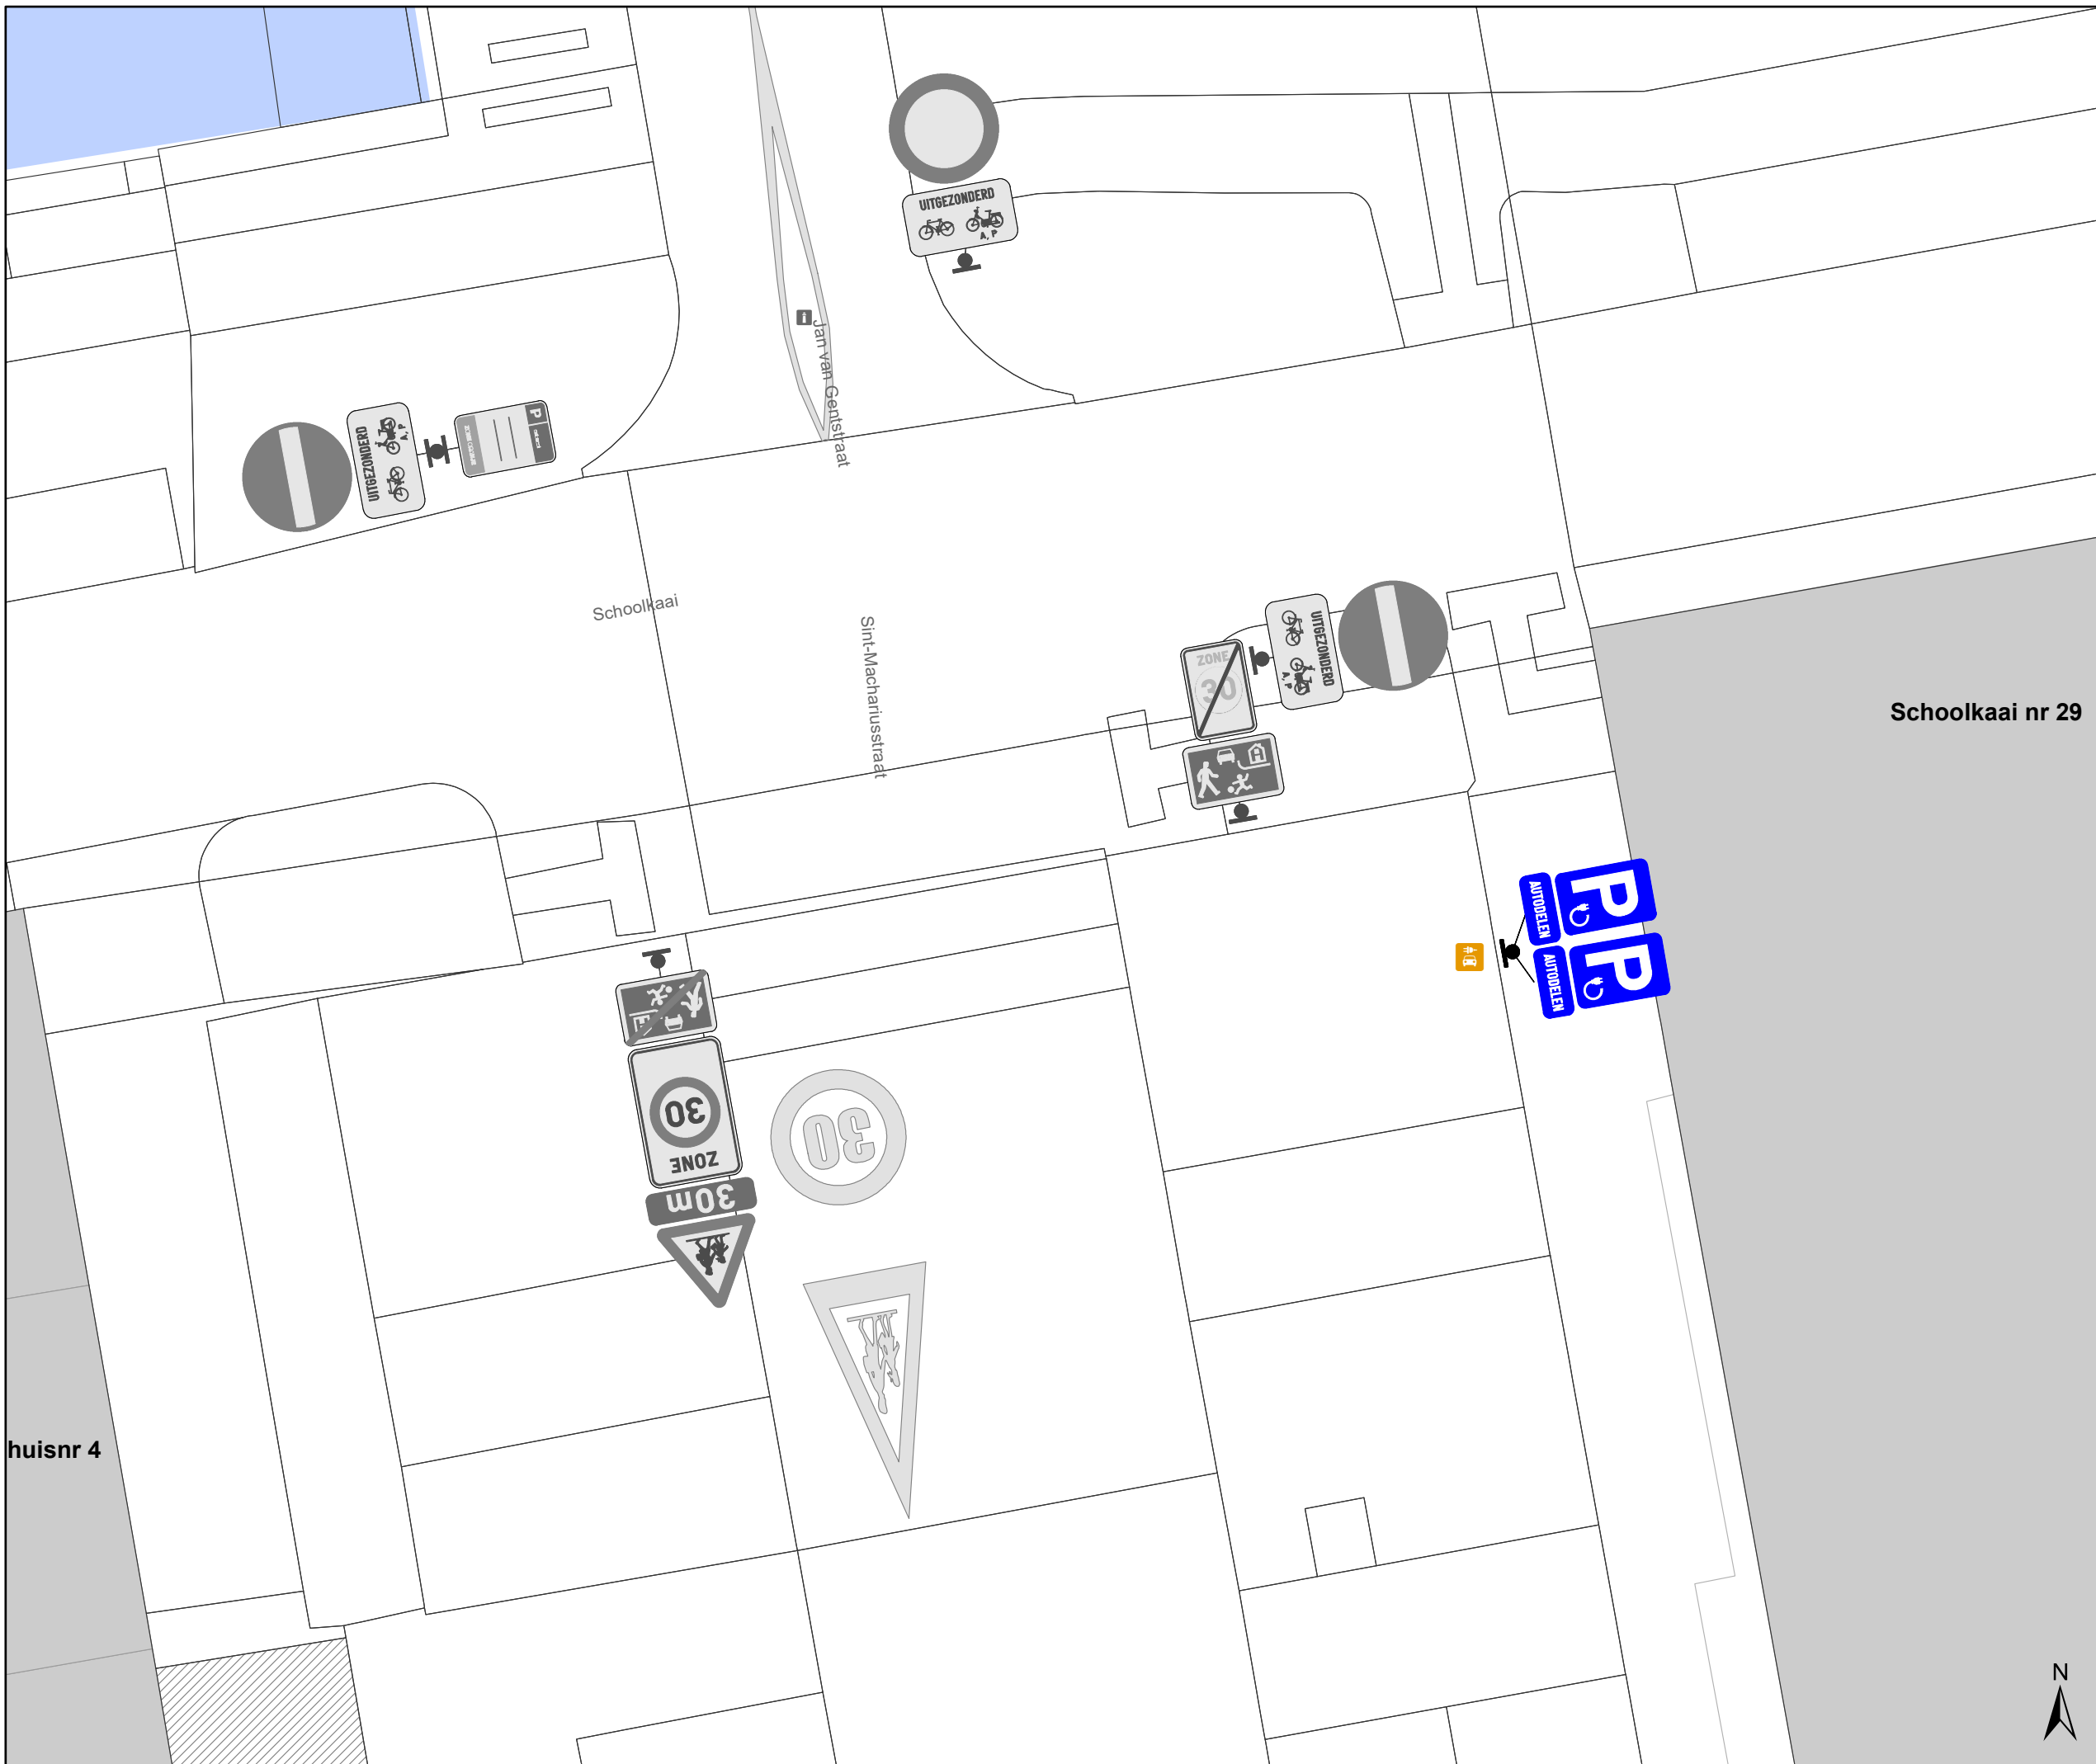 UITGEZONDERD
A, P
Jan van Gentstraat
UITGEZONDERD
A, P
P
Schoolkaai
Sint-Machariusstraat
ZONE
30
UITGEZONDERD
A, P
Schoolkaai nr 29
P
AUTODELEN
P
AUTODELEN
30
ZONE
30m
30
huisnr 4
N